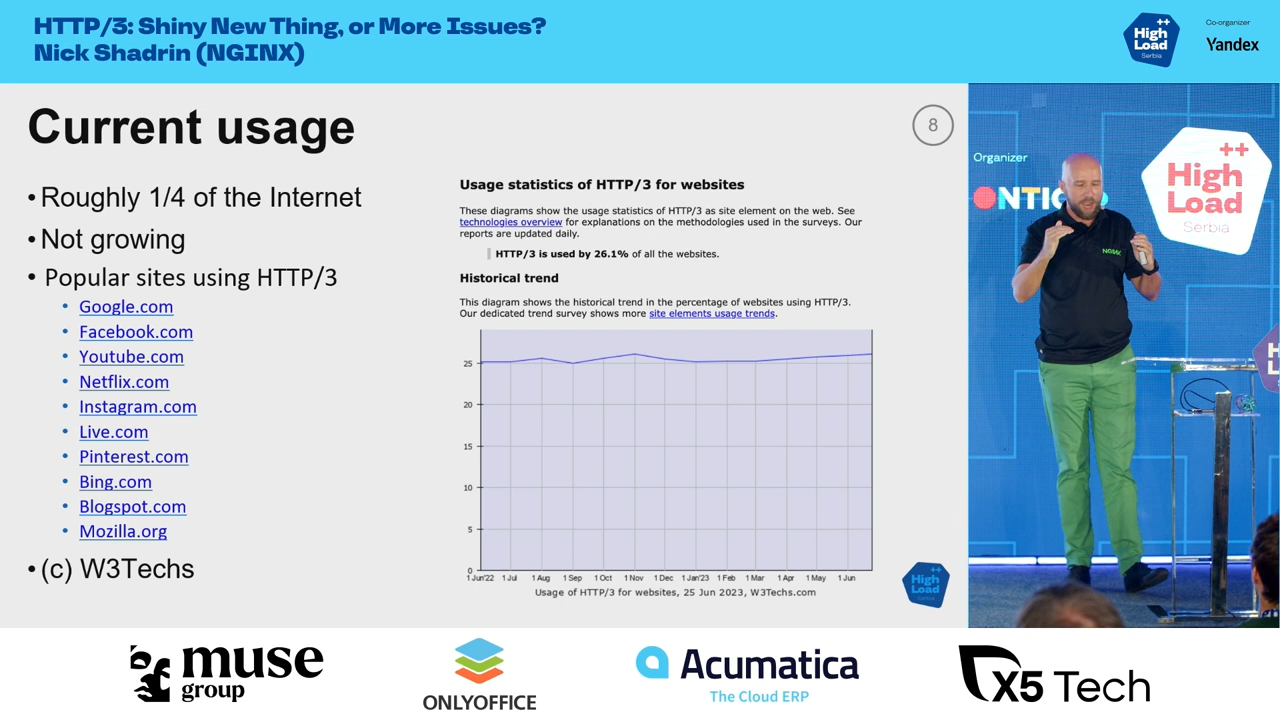 HTTP/3: Shiny New Thing, or More Issues?
Nick Shadrin (NGINX)
++
High
Load
Serbia
Co-organizer
Yandex
Current usage
8
• Roughly 1/4 of the Internet
• Not growing
• Popular sites using HTTP/3
• Google.com
• Facebook.com
• Youtube.com
• Netflix.com
• Instagram.com
• Live.com
• Pinterest.com
• Bing.com
• Blogspot.com
• Mozilla.org
• (c) W3Techs
Usage statistics of HTTP/3 for websites
These diagrams show the usage statistics of HTTP/3 as site element on the web. See
technologies overview for explanations on the methodologies used in the surveys. Our
reports are updated daily.
HTTP/3 is used by 26.1% of all the websites.
Historical trend
This diagram shows the historical trend in the percentage of websites using HTTP/3.
Our dedicated trend survey shows more site elements usage trends.
25
20
15
10
5
0
1 Jun'22 1 Jul 1 Aug 1 Sep 1 Oct 1 Nov 1 Dec 1 Jan'23 1 Feb 1 Mar 1 Apr 1 May 1 Jun
Usage of HTTP/3 for websites, 25 Jun 2023, W3Techs.com
++
High
Load
Serbia
Organizer
++
High
Load
Serbia
NGINX
muse
group
ONLYOFFICE
Acumatica
The Cloud ERP
X5 Tech